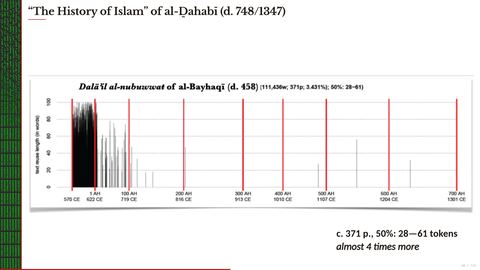 “The History of Islam” of al-Ḏahabī (d. 748/1347)
Dalāʾil al-nubuwwat of al-Bayhaqī (d. 458) [111,436w; 371p; 3.431%); 50%: 28–61)
text reuse length (in words)
100
80
60
40
20
0
1 AH 100 AH 200 AH 300 AH 400 AH 500 AH 600 AH 700 AH
570 CE 622 CE 719 CE 816 CE 913 CE 1010 CE 1107 CE 1204 CE 1301 CE
c. 371 p., 50%: 28—61 tokens
almost 4 times more